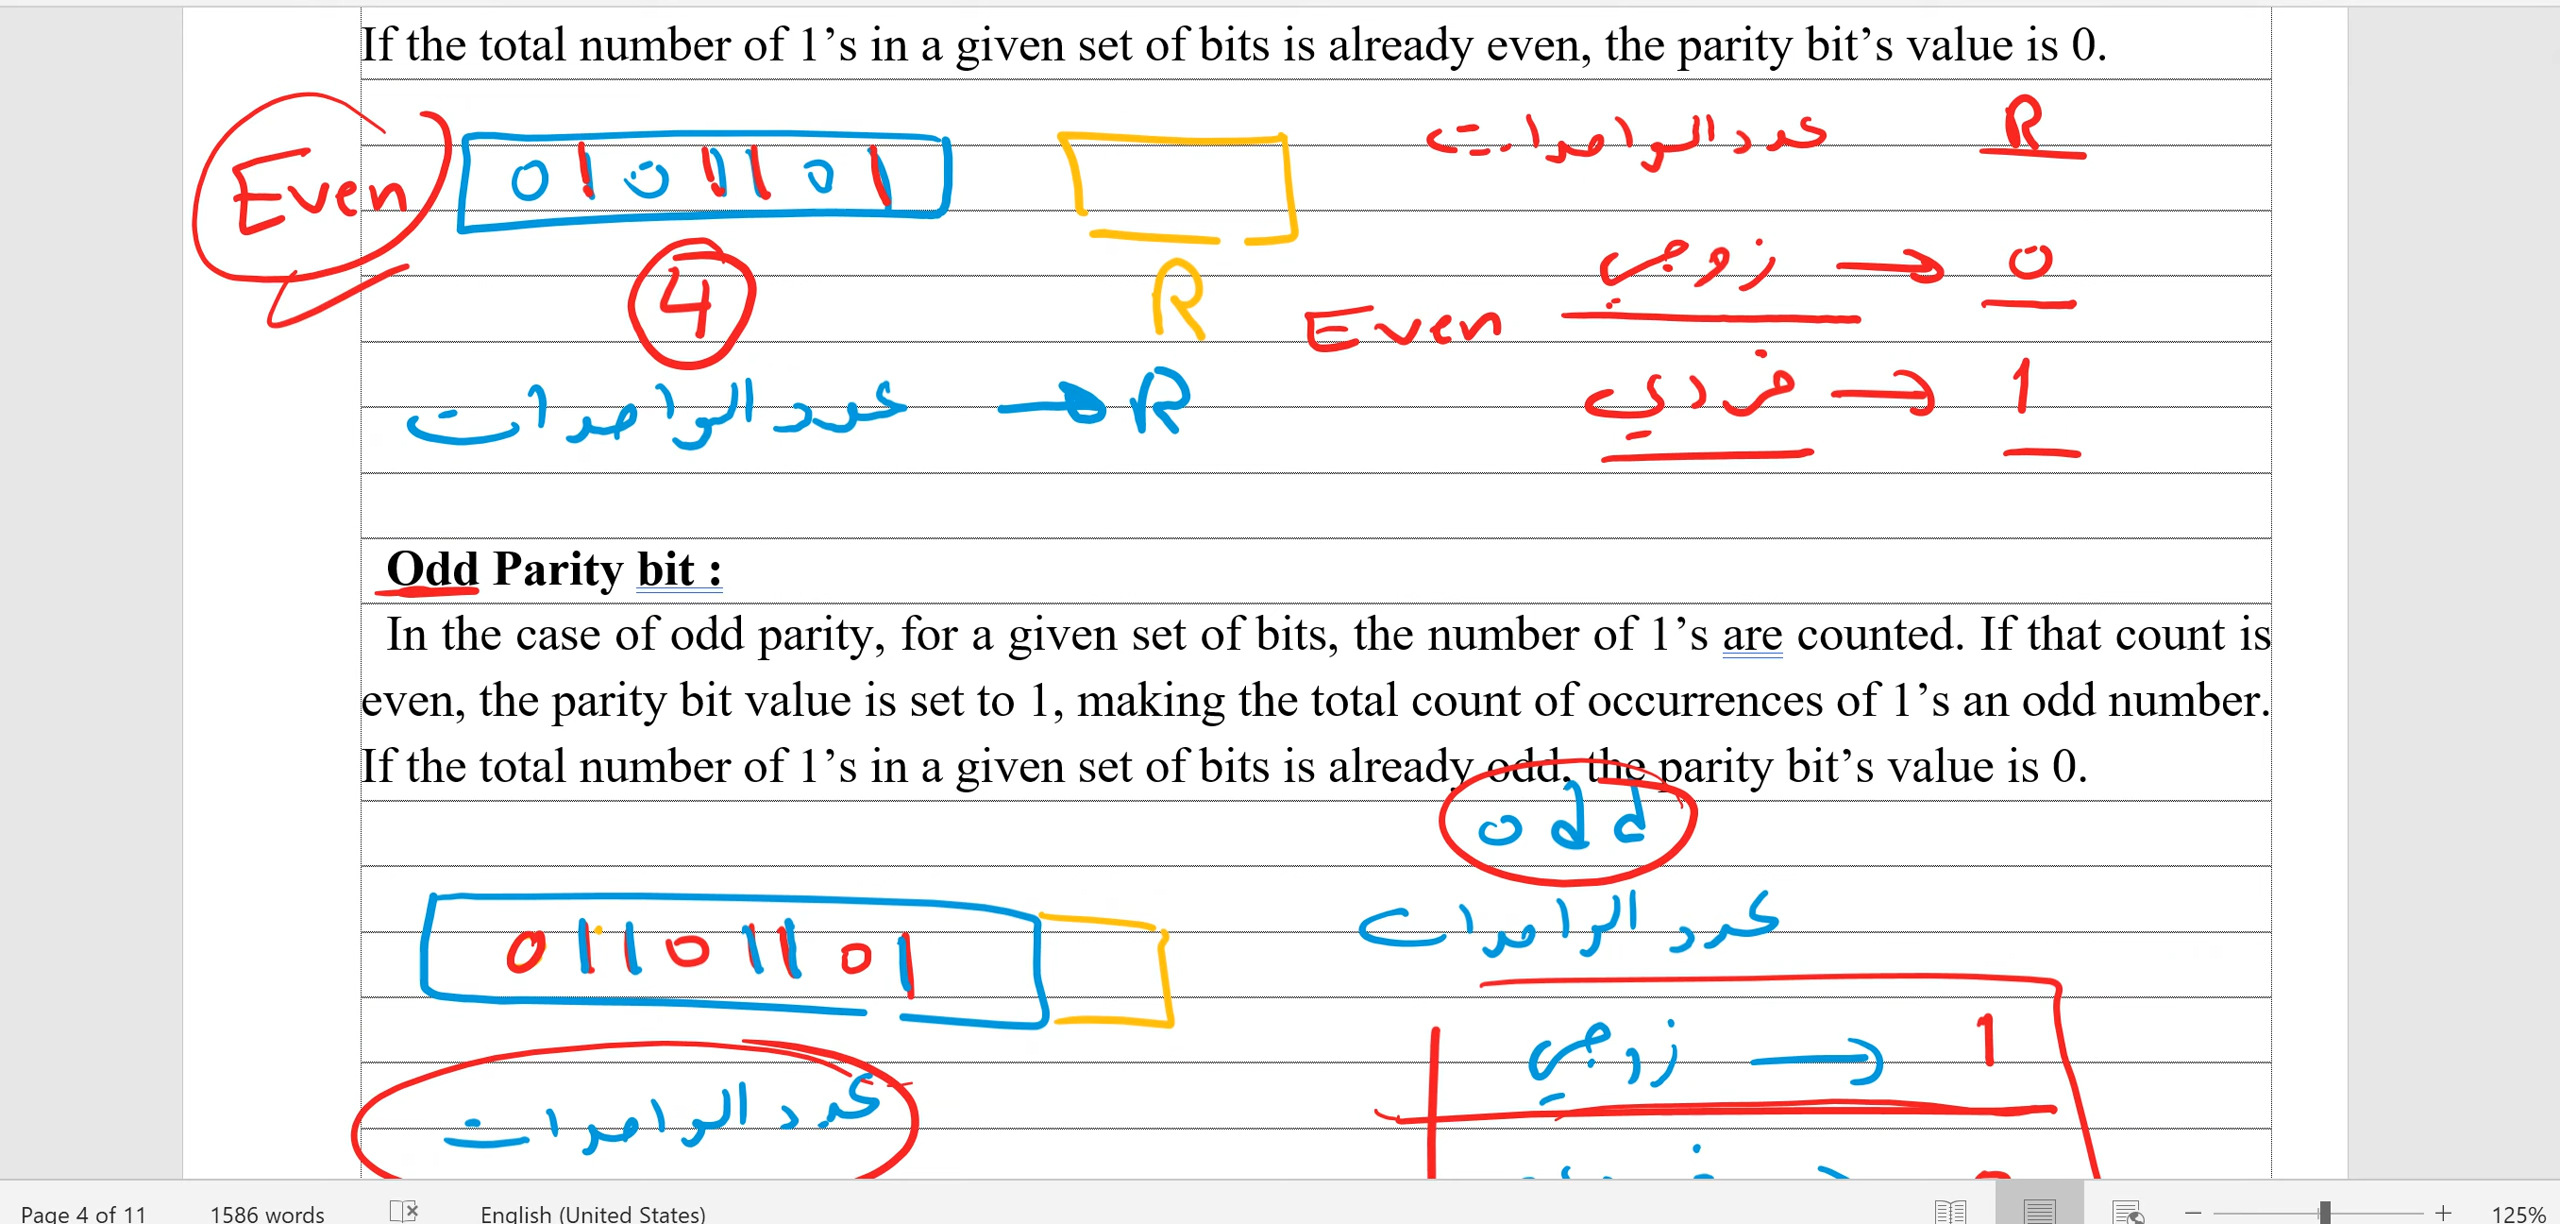 If the total number of 1’s in a given set of bits is already even, the parity bit’s value is 0.
Even 0 1 0 1 1 0 1 عدد الواحدات R
4 R Even زوجي → 0
عدد الواحدات → R فردي → 1
Odd Parity bit :
In the case of odd parity, for a given set of bits, the number of 1’s are counted. If that count is
even, the parity bit value is set to 1, making the total count of occurrences of 1’s an odd number.
If the total number of 1’s in a given set of bits is already odd, the parity bit’s value is 0.
odd
0 1 1 0 1 1 0 1 عدد الواحدات
زوجي → 1
عدد الواحدات
Page 4 of 11 1586 words English (United States) 125%